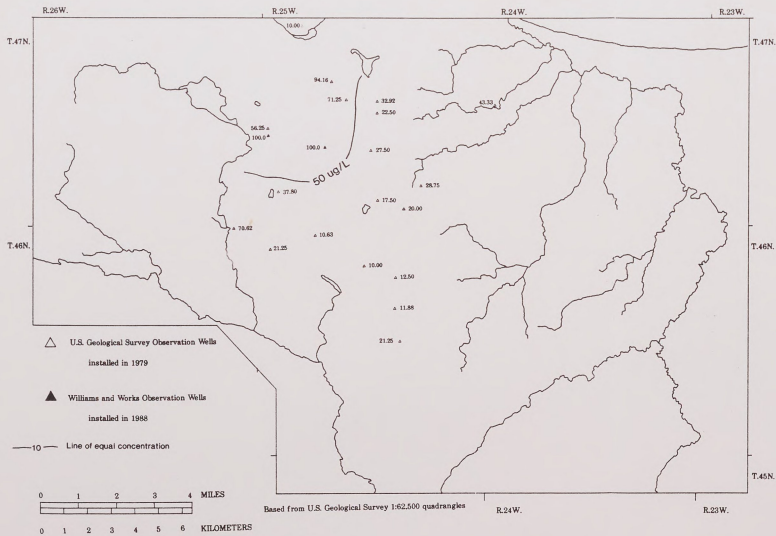 R.26W. R.25W. R.24W. R.23W.
T.47N. T.47N.
10.00
94.16
71.25 32.92
22.50 43.33
56.25
100.0
100.0 27.50
50 ug/L
28.75
37.80
17.50
20.00
70.62
10.63
T.46N. T.46N.
21.25
10.00
12.50
11.88
21.25
U.S. Geological Survey Observation Wells
installed in 1979
Williams and Works Observation Wells
installed in 1988
10 Line of equal concentration
T.45N.
0 1 2 3 4 MILES
0 1 2 3 4 5 6 KILOMETERS
Based from U.S. Geological Survey 1:62,500 quadrangles
R.24W. R.23W.